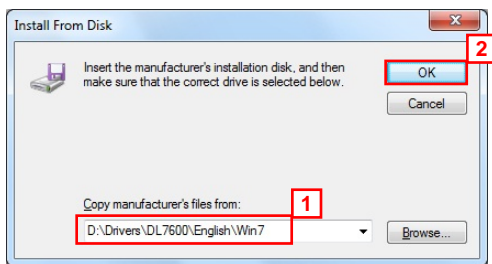 Install From Disk
2
Insert the manufacturer's installation disk, and then
make sure that the correct drive is selected below.
OK
Cancel
Copy manufacturer's files from:
1
D:\Drivers\DL7600\English\Win7
Browse...